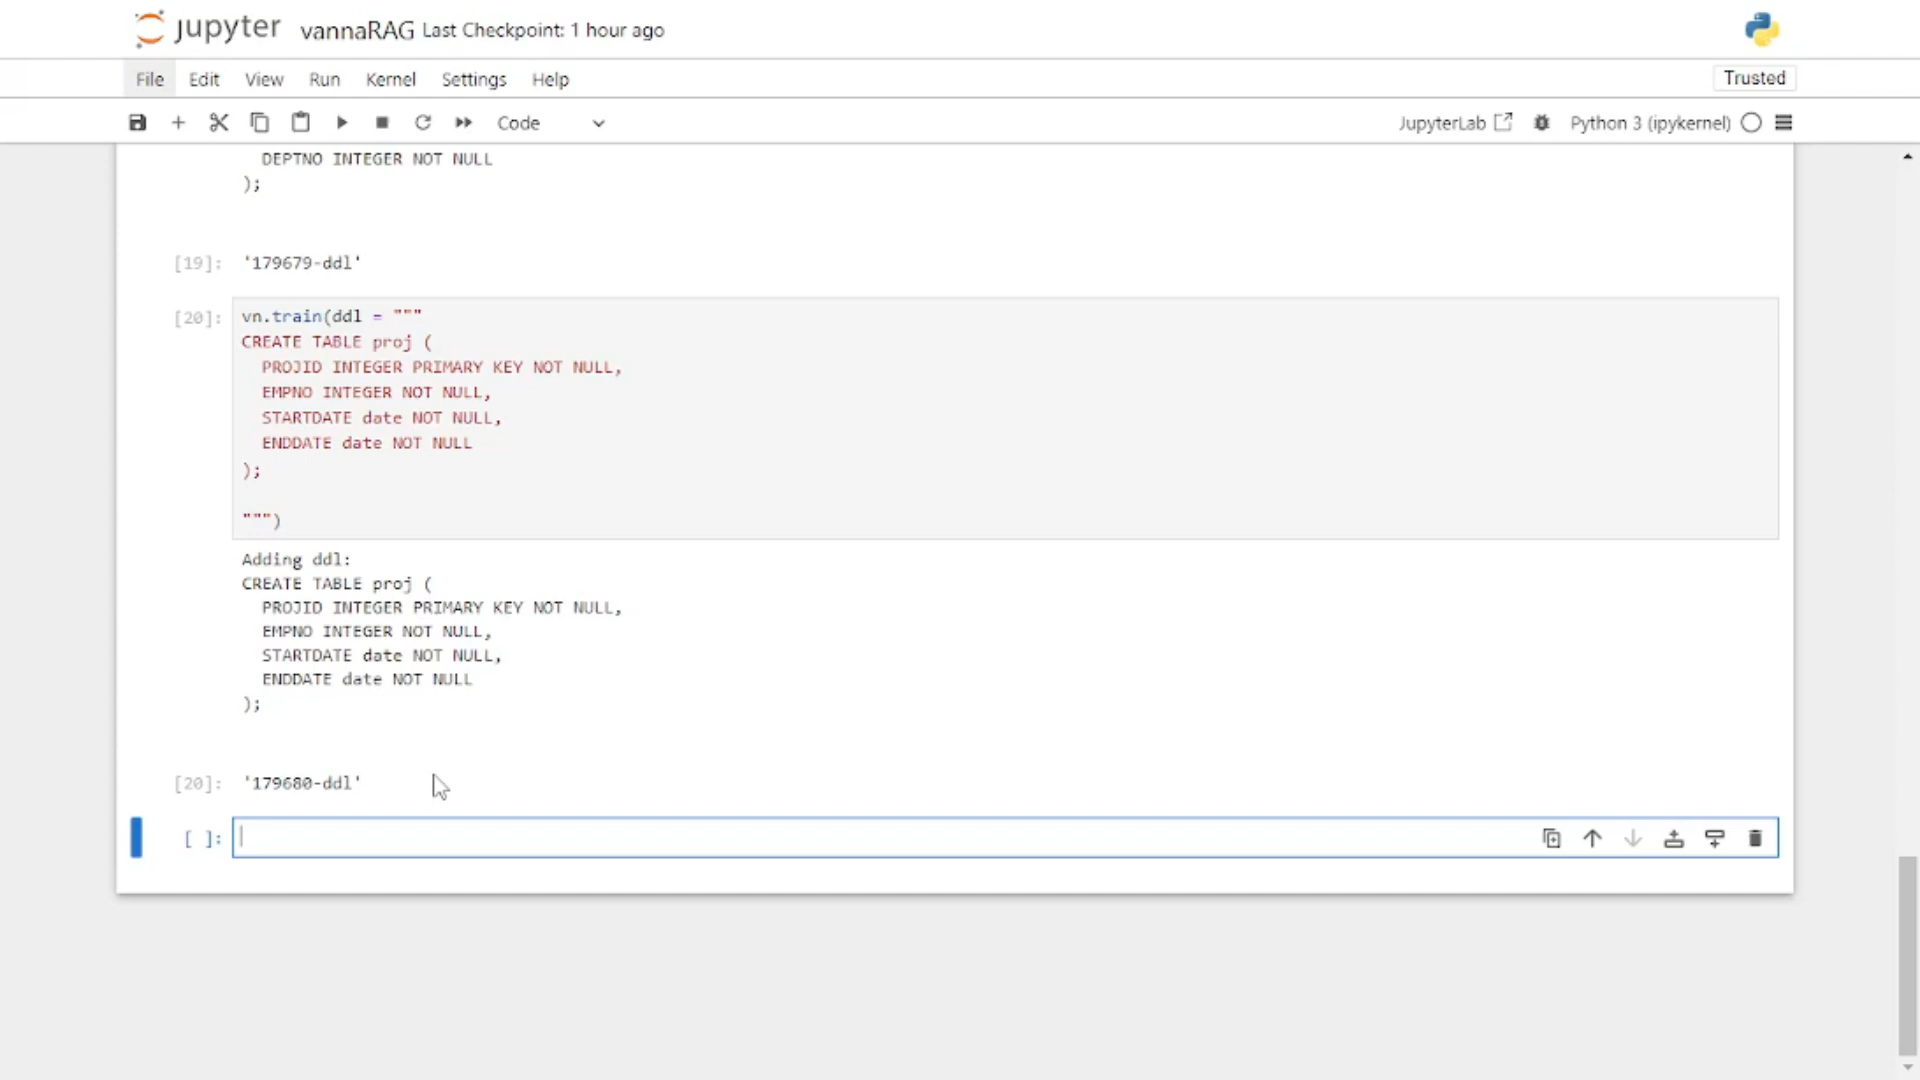 jupyter vannaRAG Last Checkpoint: 1 hour ago
File Edit View Run Kernel Settings Help Trusted
Code JupyterLab Python 3 (ipykernel)
DEPTNO INTEGER NOT NULL
);
[19]: '179679-ddl'
[20]: vn.train(ddl = """
CREATE TABLE proj (
PROJID INTEGER PRIMARY KEY NOT NULL,
EMPNO INTEGER NOT NULL,
STARTDATE date NOT NULL,
ENDDATE date NOT NULL
);
""")
Adding ddl:
CREATE TABLE proj (
PROJID INTEGER PRIMARY KEY NOT NULL,
EMPNO INTEGER NOT NULL,
STARTDATE date NOT NULL,
ENDDATE date NOT NULL
);
[20]: '179680-ddl'
[ ]: